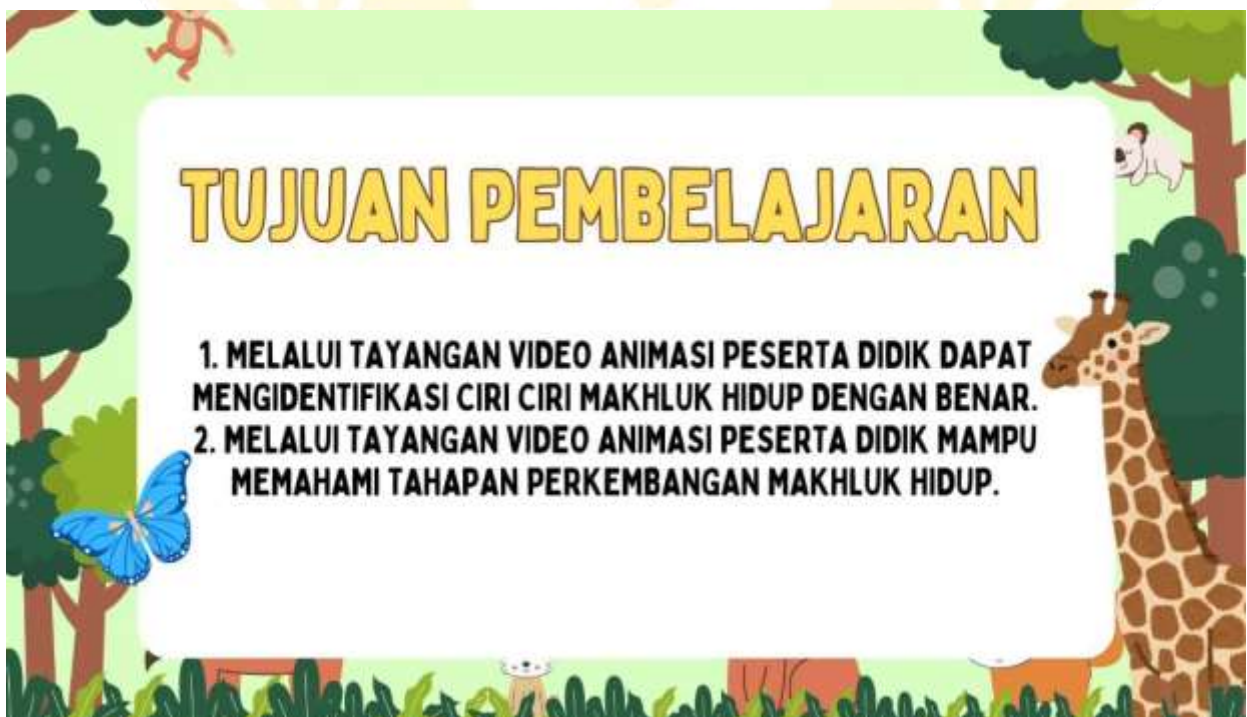 TUJUAN PEMBELAJARAN
1. MELALUI TAYANGAN VIDEO ANIMASI PESERTA DIDIK DAPAT
MENGIDENTIFIKASI CIRI CIRI MAKHLUK HIDUP DENGAN BENAR.
2. MELALUI TAYANGAN VIDEO ANIMASI PESERTA DIDIK MAMPU
MEMAHAMI TAHAPAN PERKEMBANGAN MAKHLUK HIDUP.